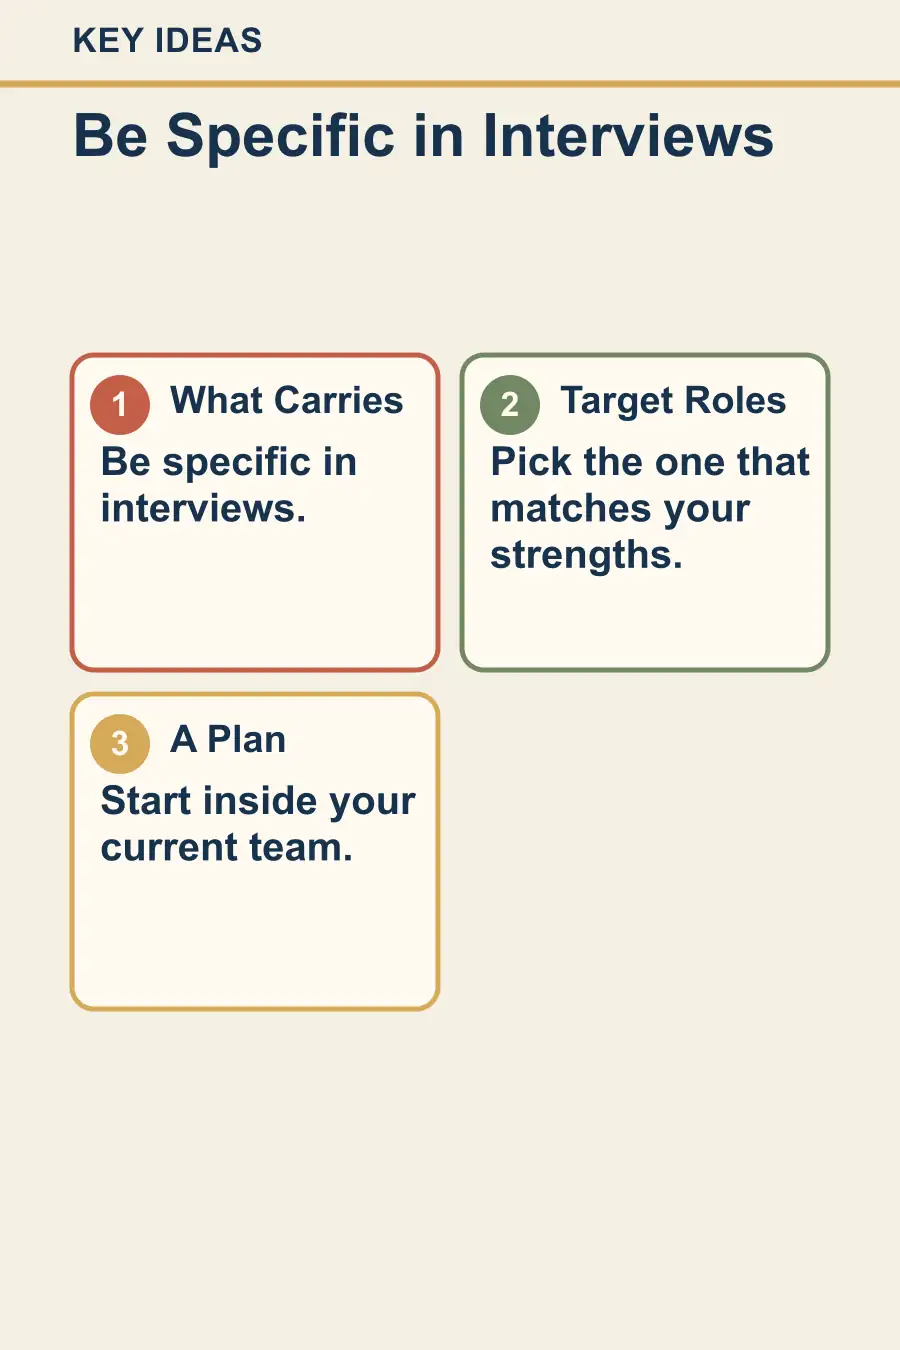 KEY IDEAS
Be Specific in Interviews
1 What Carries
Be specific in
interviews.
2 Target Roles
Pick the one that
matches your
strengths.
3 A Plan
Start inside your
current team.